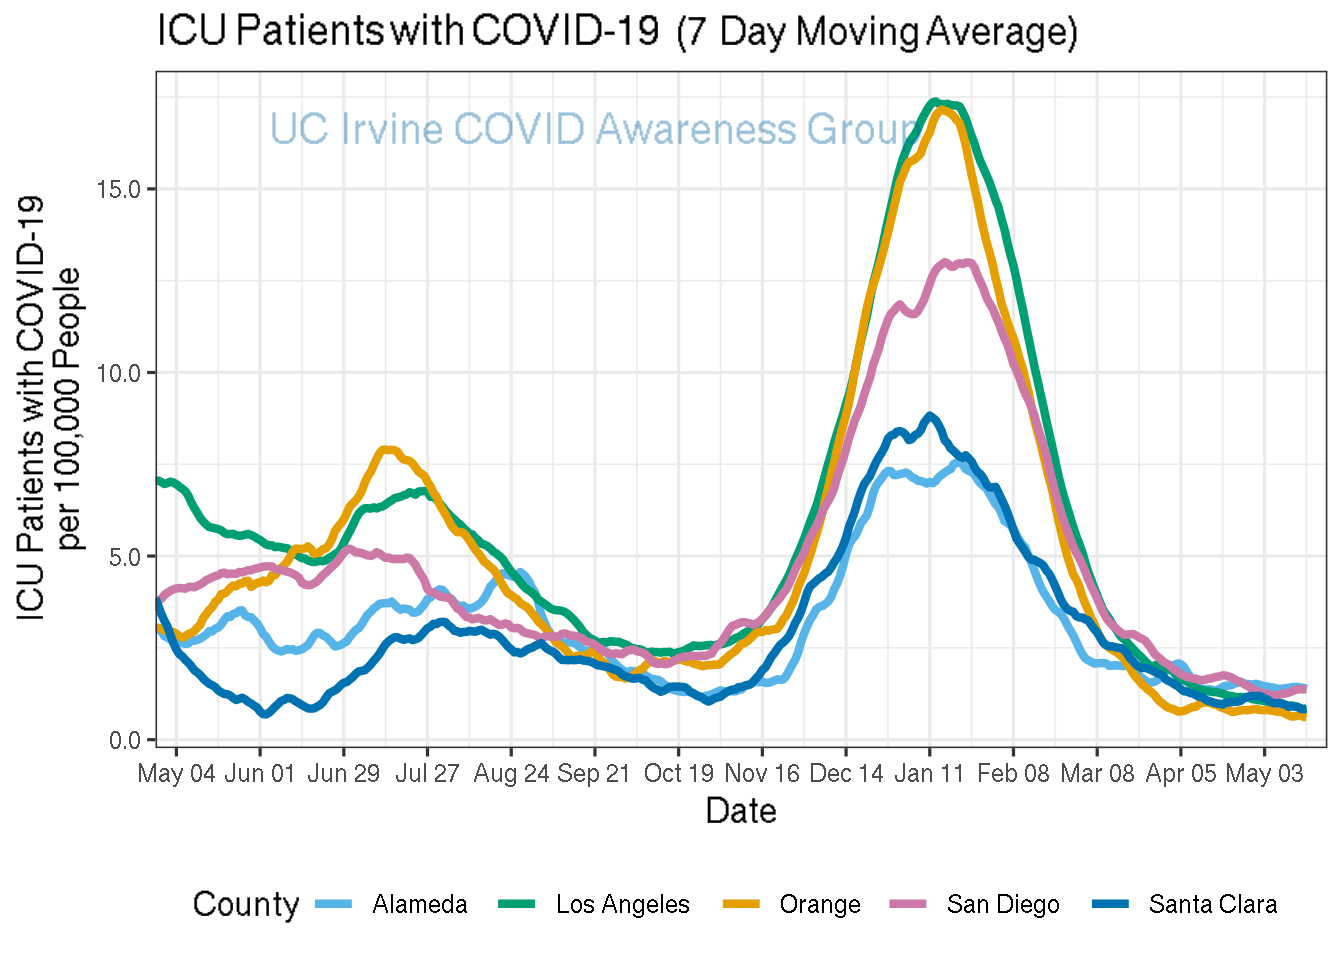 ICU Patients with COVID-19 (7 Day Moving Average)
UC Irvine COVID Awareness Group
ICU Patients with COVID-19
per 100,000 People
15.0
10.0
5.0
0.0
May 04 Jun 01 Jun 29 Jul 27 Aug 24 Sep 21 Oct 19 Nov 16 Dec 14 Jan 11 Feb 08 Mar 08 Apr 05 May 03
Date
County Alameda Los Angeles Orange San Diego Santa Clara